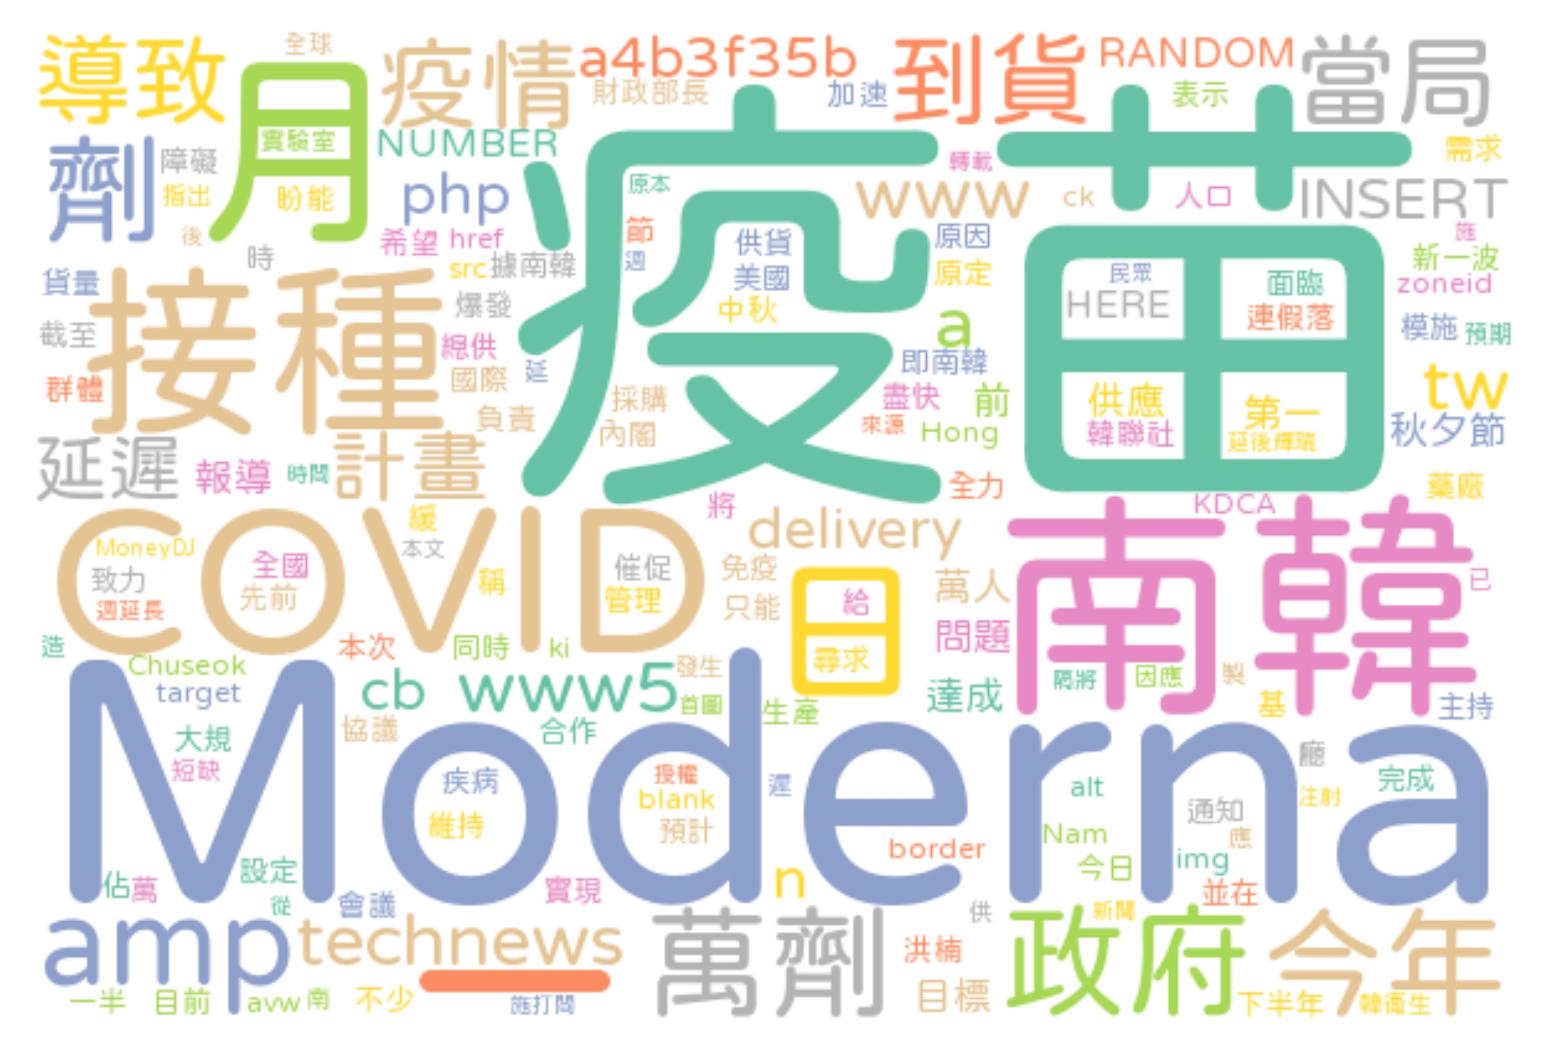 全球
導致
月
疫情
a4b3f35b
到貨
RANDOM
當局
財政部長
加速
表示
劑
障礙
實驗室
NUMBER
疫苗
轉載
需求
指出
盼能
php
原本
www
ck
人口
INSERT
後
時
希望
href
節
供貨
原因
施
貨量
接種
src
據南韓
週
美國
原定
民眾
面臨
新一波
zoneid
截至
爆發
中秋
a
HERE
連假落
模施
預期
總供
即南韓
群體
國際
延
採購
盡快
前
供應
第一
tw
負責
內閣
來源
Hong
韓聯社
延後輝瑞
秋夕節
延遲
報導
時間
計畫
全力
藥廠
將
KDCA
COVID
緩
delivery
南韓
MoneyDJ
本文
致力
全國
催促
免疫
日
萬人
已
先前
稱
管理
只能
給
週延長
問題
造
本次
同時
ki
尋求
Chuseok
發生
隔將
因應
製
target
cb
www5
首圖
生產
達成
基
主持
大規
協議
合作
Moderna
短缺
疾病
授權
遲
alt
廳
完成
blank
通知
注射
維持
預計
Nam
應
border
今日
img
設定
n
佔
萬
實現
並在
從
會議
供
新聞
amp
technews
萬劑
洪楠
政府
今年
一半
目前
avw
南
不少
施打間
目標
下半年
韓衛生